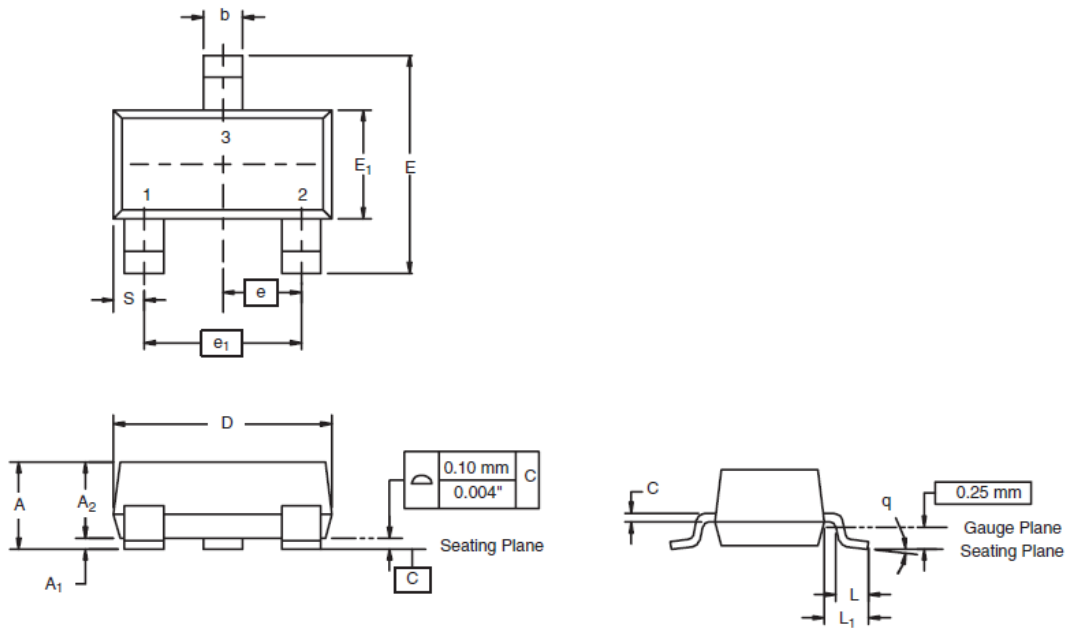 b
3
E1
E
1
2
S
e
e1
D
A
A2
0.10 mm
C
0.004"
Seating Plane
A1
C
C
q
0.25 mm
Gauge Plane
Seating Plane
L
L1